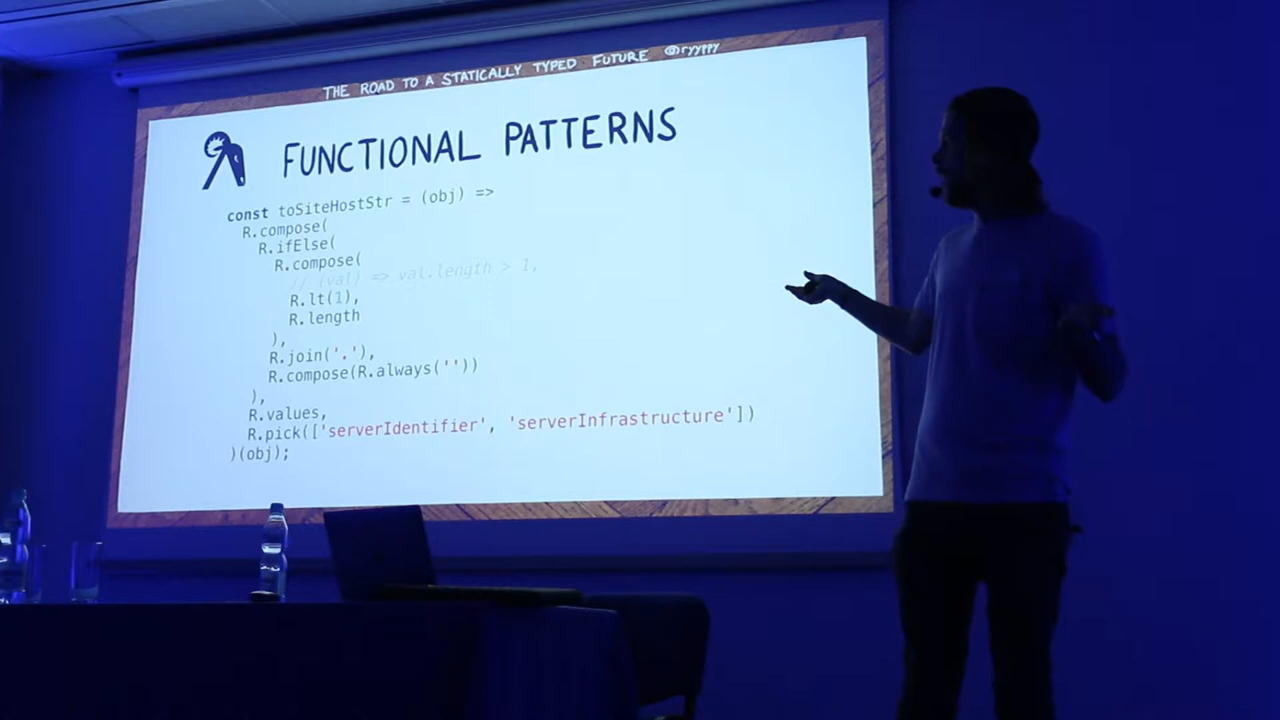 THE ROAD TO A STATICALLY TYPED FUTURE @ryyppy
FUNCTIONAL PATTERNS
const toSiteHostStr = (obj) =>
R.compose(
R.ifElse(
R.compose(
// (val) => val.length > 1,
R.lt(1),
R.length
),
R.join('.'),
R.compose(R.always(''))
),
R.values,
R.pick(['serverIdentifier', 'serverInfrastructure'])
)(obj);